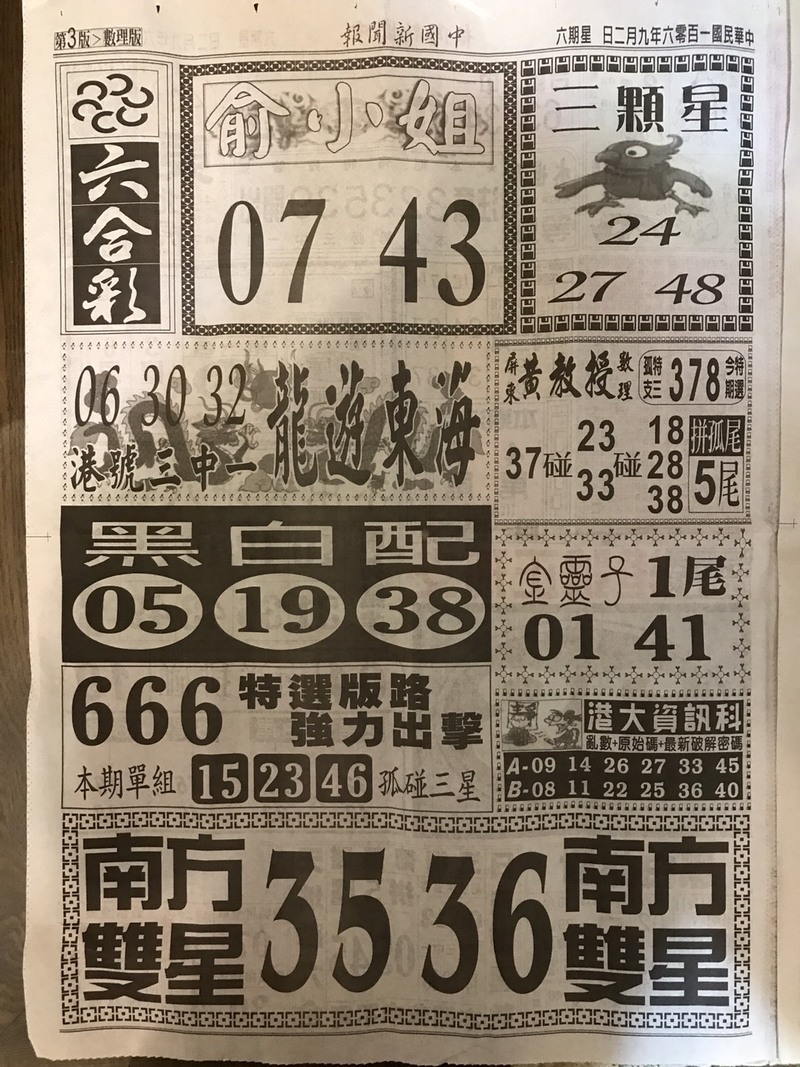 第3版>數理版
報聞新國中
六期星 日二月九年六零百一國民華中
六合彩
俞小姐
07 43
三顆星
24
27 48
06 30 32
港號三中一
龍遊東海
屏東黃教授數理
孤特支三 378 今特期選
37碰 23 33 碰 18 28 38
拼孤尾
5尾
黑白配
05 19 38
金靈子 1尾
01 41
666 特選版路
強力出擊
本期單組 15 23 46 孤碰三星
港大資訊科
亂數+原始碼+最新破解密碼
A-09 14 26 27 33 45
B-08 11 22 25 36 40
南方雙星 35 36 南方雙星